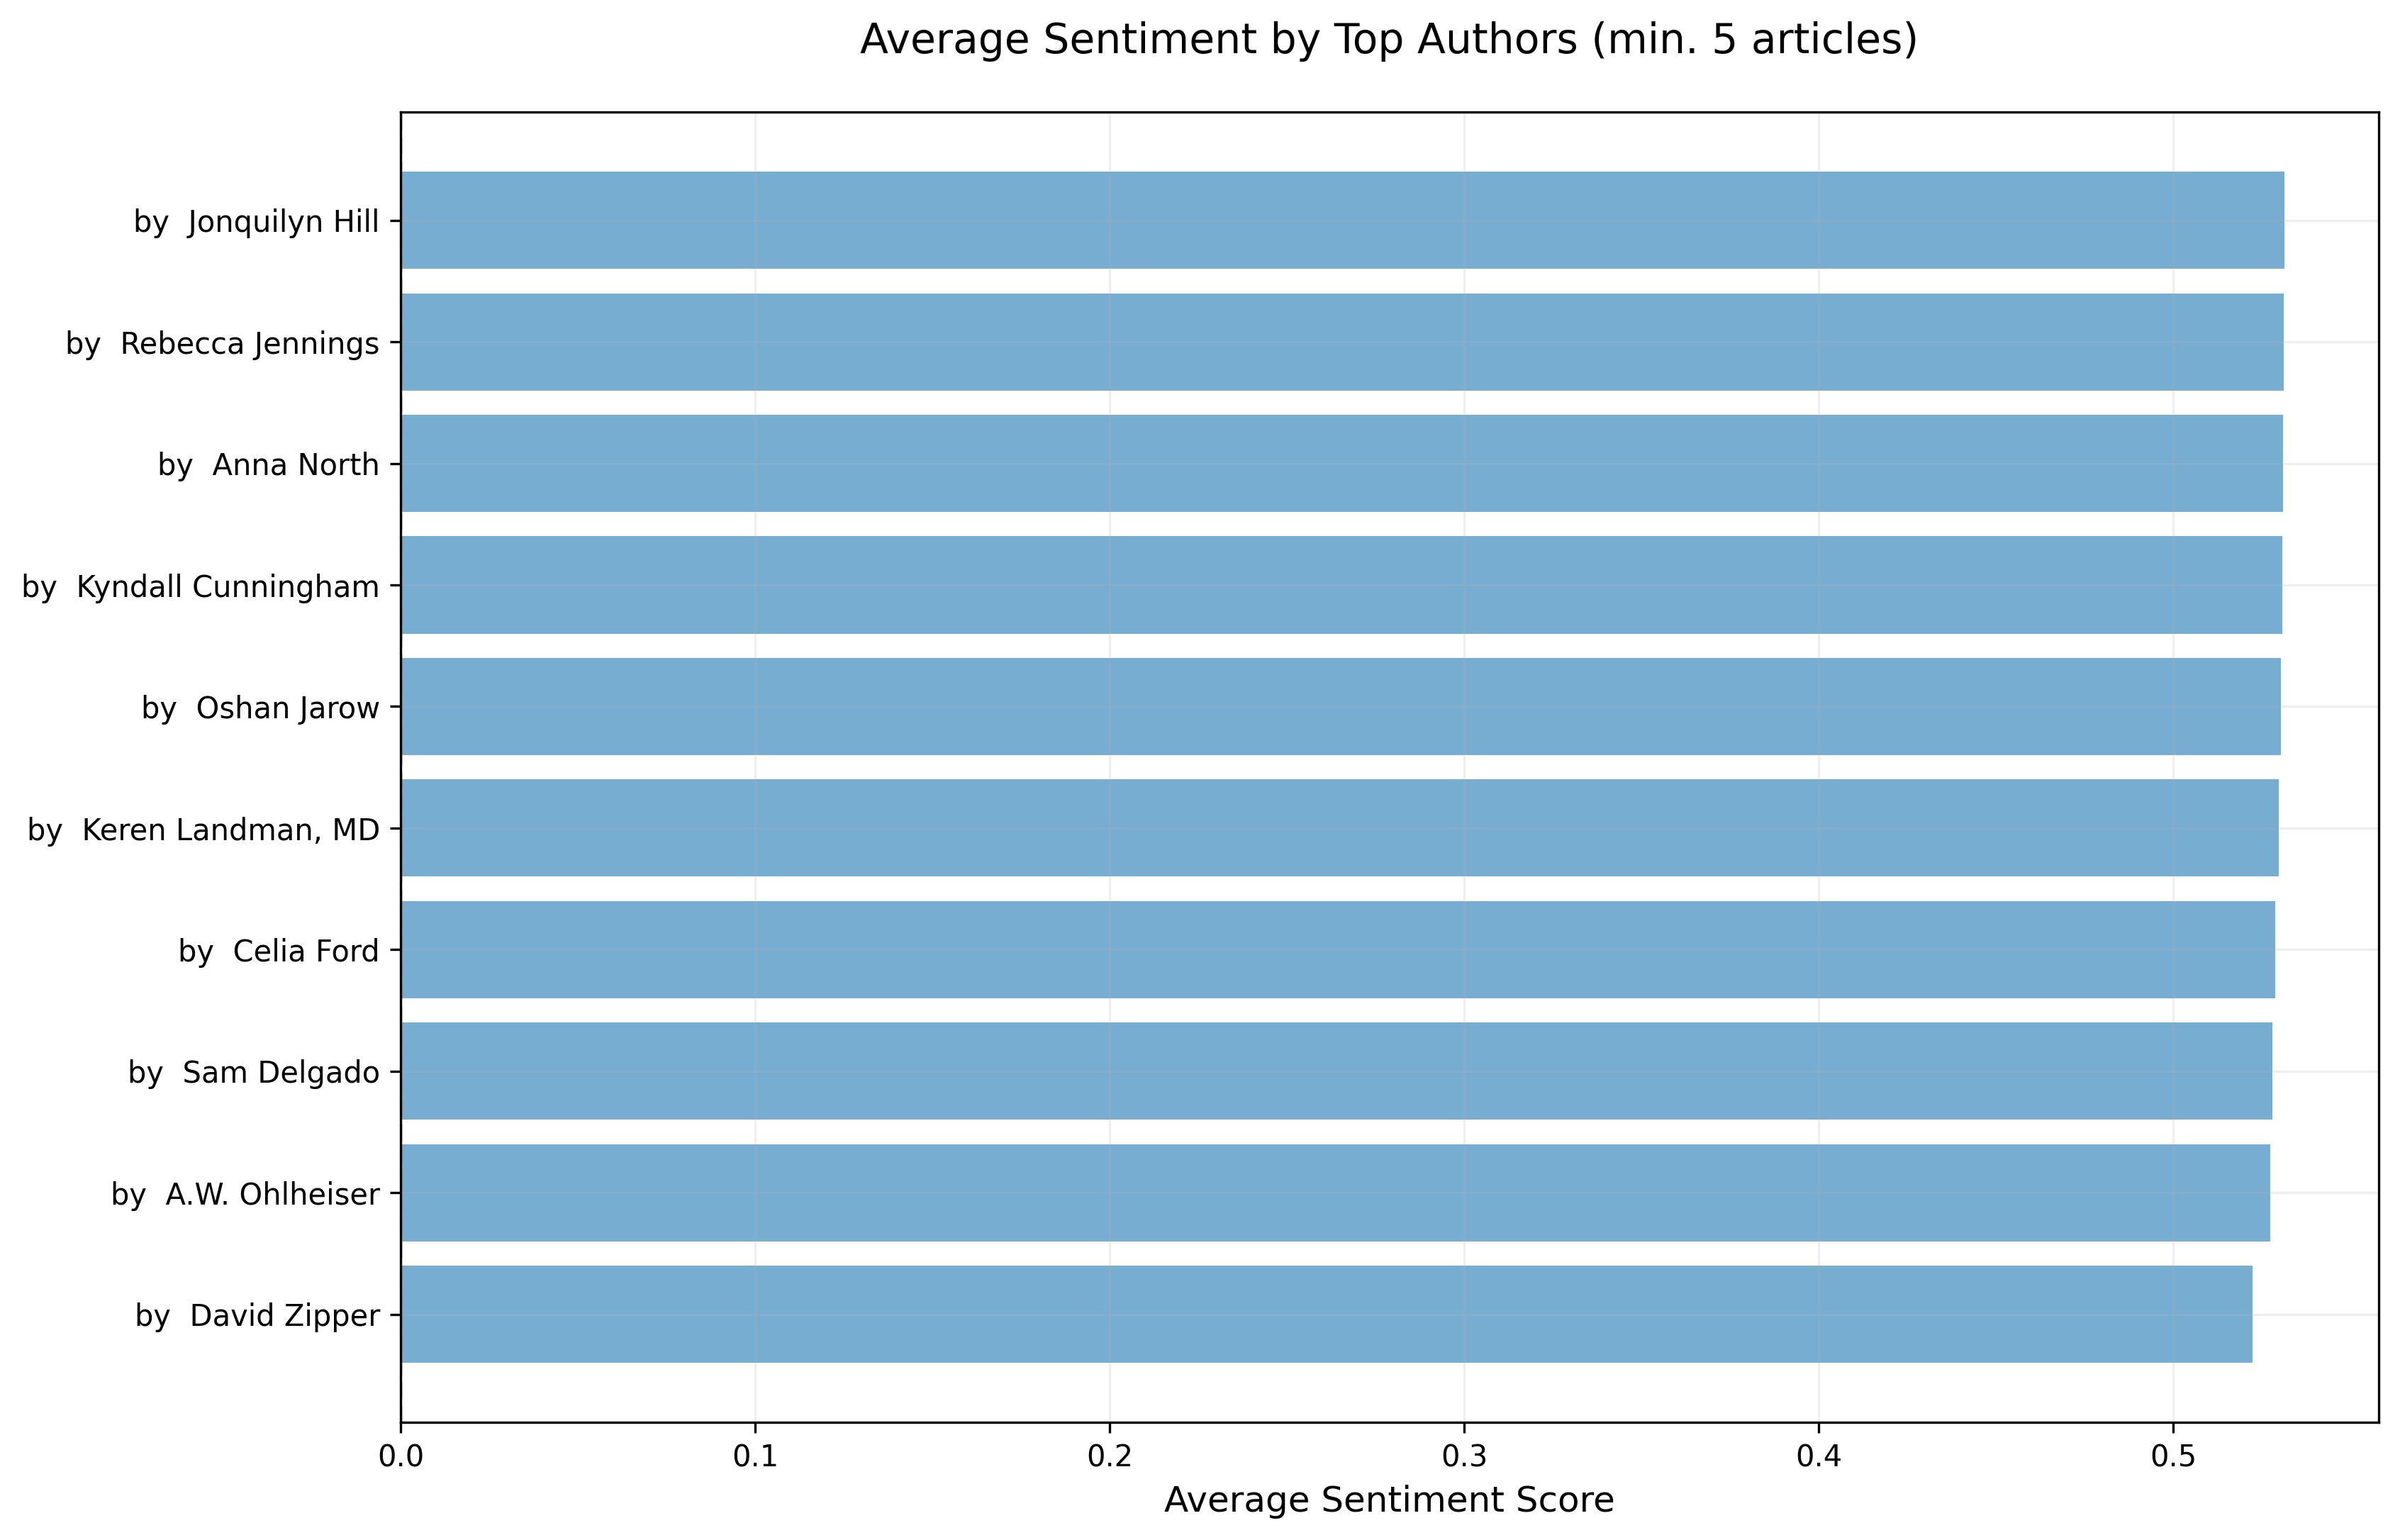 Average Sentiment by Top Authors (min. 5 articles)
by  Jonquilyn Hill
by  Rebecca Jennings
by  Anna North
by  Kyndall Cunningham
by  Oshan Jarow
by  Keren Landman, MD
by  Celia Ford
by  Sam Delgado
by  A.W. Ohlheiser
by  David Zipper
0.0 0.1 0.2 0.3 0.4 0.5
Average Sentiment Score